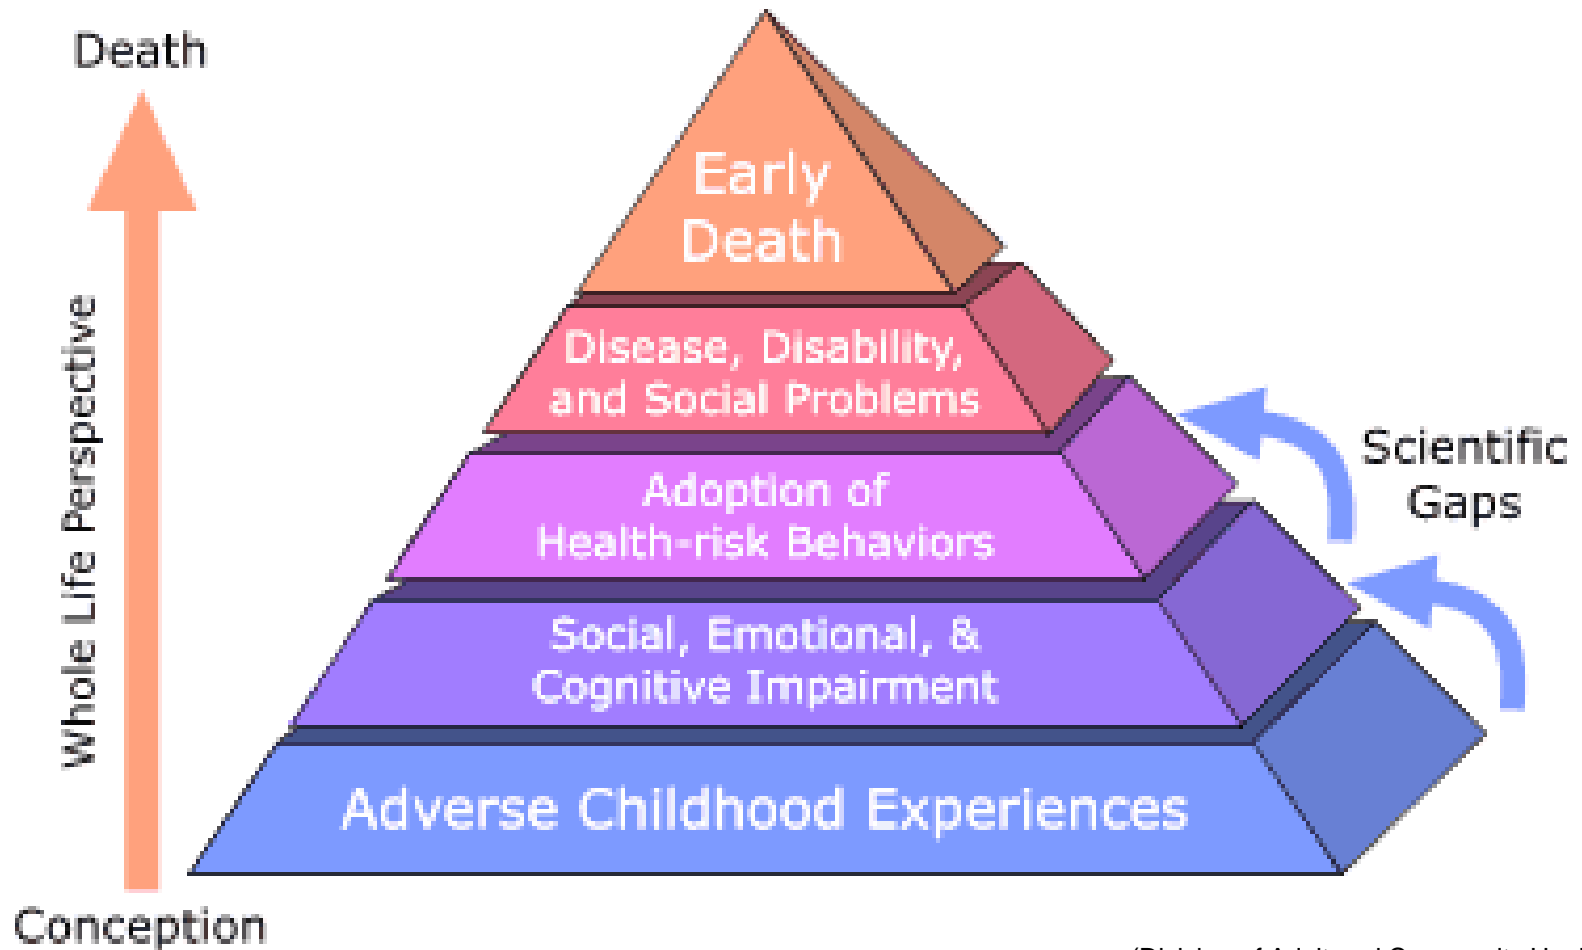 Death
Early
Death
Disease, Disability,
and Social Problems
Adoption of
Health-risk Behaviors
Social, Emotional, &
Cognitive Impairment
Adverse Childhood Experiences
Scientific
Gaps
Whole Life Perspective
Conception